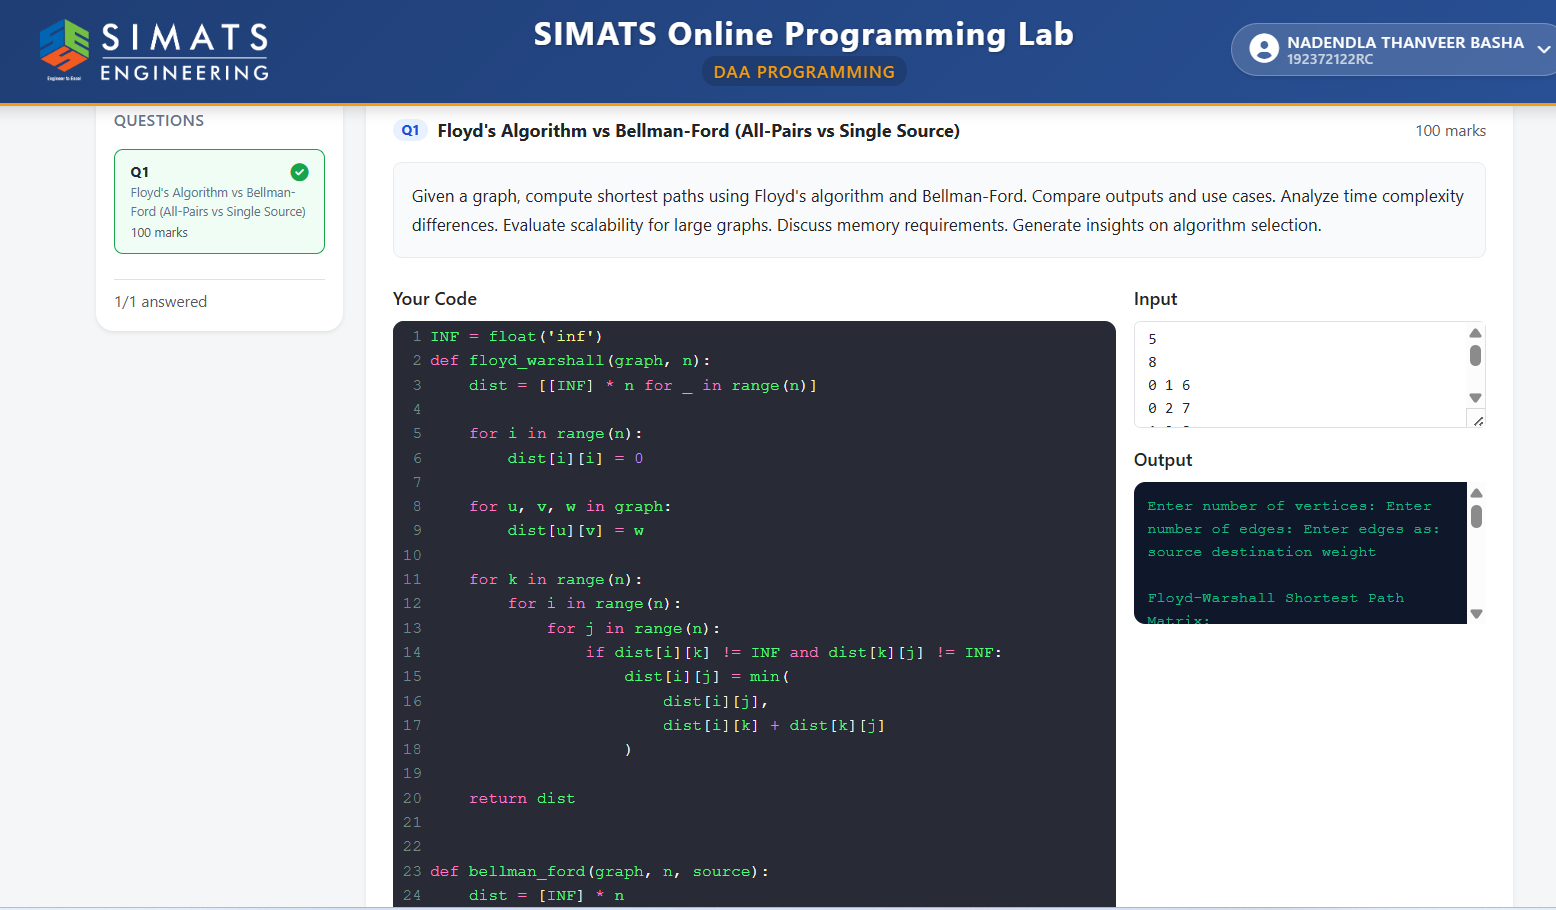 SIMATS
ENGINEERING
Engineer to Excel
SIMATS Online Programming Lab
DAA PROGRAMMING
NADENDLA THANVEER BASHA
192372122RC
QUESTIONS
Q1
Floyd's Algorithm vs Bellman-
Ford (All-Pairs vs Single Source)
100 marks
1/1 answered
Q1 Floyd's Algorithm vs Bellman-Ford (All-Pairs vs Single Source)
100 marks
Given a graph, compute shortest paths using Floyd's algorithm and Bellman-Ford. Compare outputs and use cases. Analyze time complexity
differences. Evaluate scalability for large graphs. Discuss memory requirements. Generate insights on algorithm selection.
Your Code
1 INF = float('inf')
2 def floyd_warshall(graph, n):
3     dist = [[INF] * n for _ in range(n)]
4
5     for i in range(n):
6         dist[i][i] = 0
7
8     for u, v, w in graph:
9         dist[u][v] = w
10
11     for k in range(n):
12         for i in range(n):
13             for j in range(n):
14                 if dist[i][k] != INF and dist[k][j] != INF:
15                     dist[i][j] = min(
16                         dist[i][j],
17                         dist[i][k] + dist[k][j]
18                     )
19
20     return dist
21
22
23 def bellman_ford(graph, n, source):
24     dist = [INF] * n
Input
5
8
0 1 6
0 2 7
Output
Enter number of vertices: Enter
number of edges: Enter edges as:
source destination weight
Floyd-Warshall Shortest Path
Matrix: